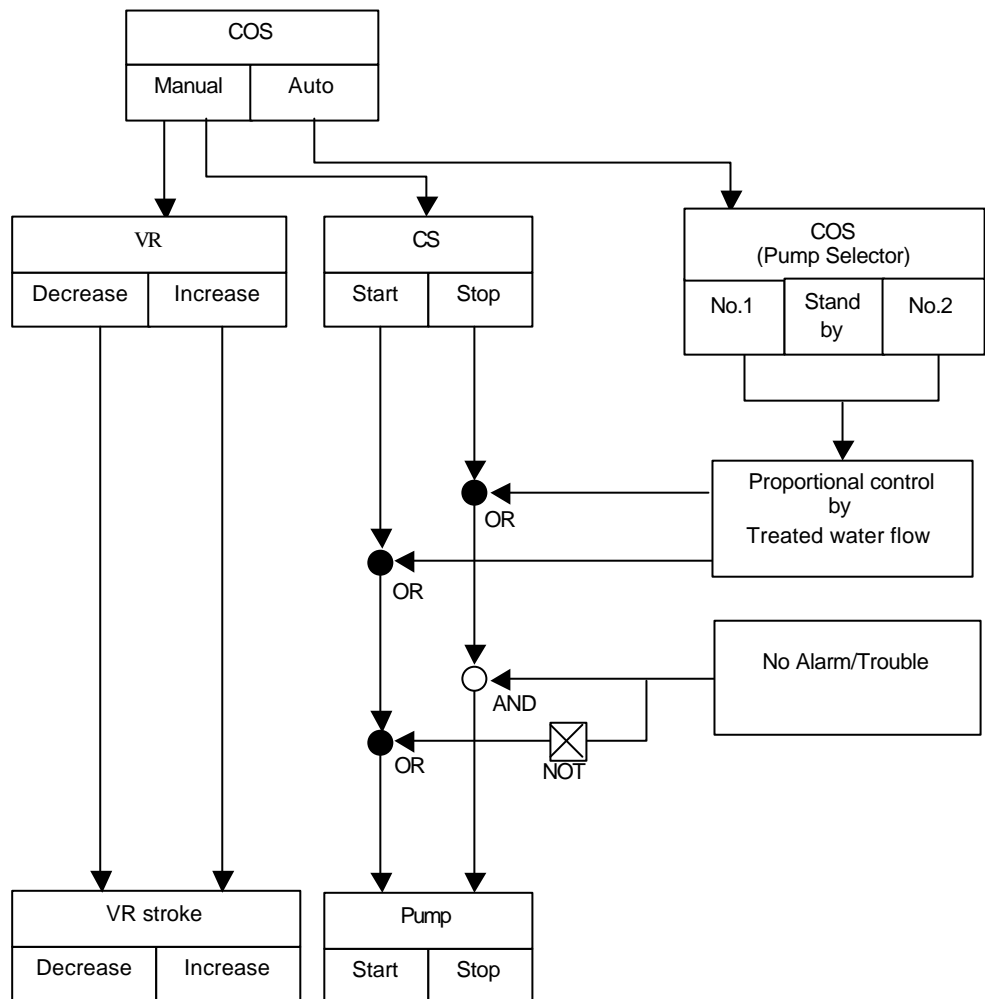 COS
Manual
Auto
VR
Decrease
Increase
CS
Start
Stop
COS
(Pump Selector)
No.1
Stand
by
No.2
Proportional control
by
Treated water flow
OR
OR
No Alarm/Trouble
AND
OR
NOT
VR stroke
Decrease
Increase
Pump
Start
Stop